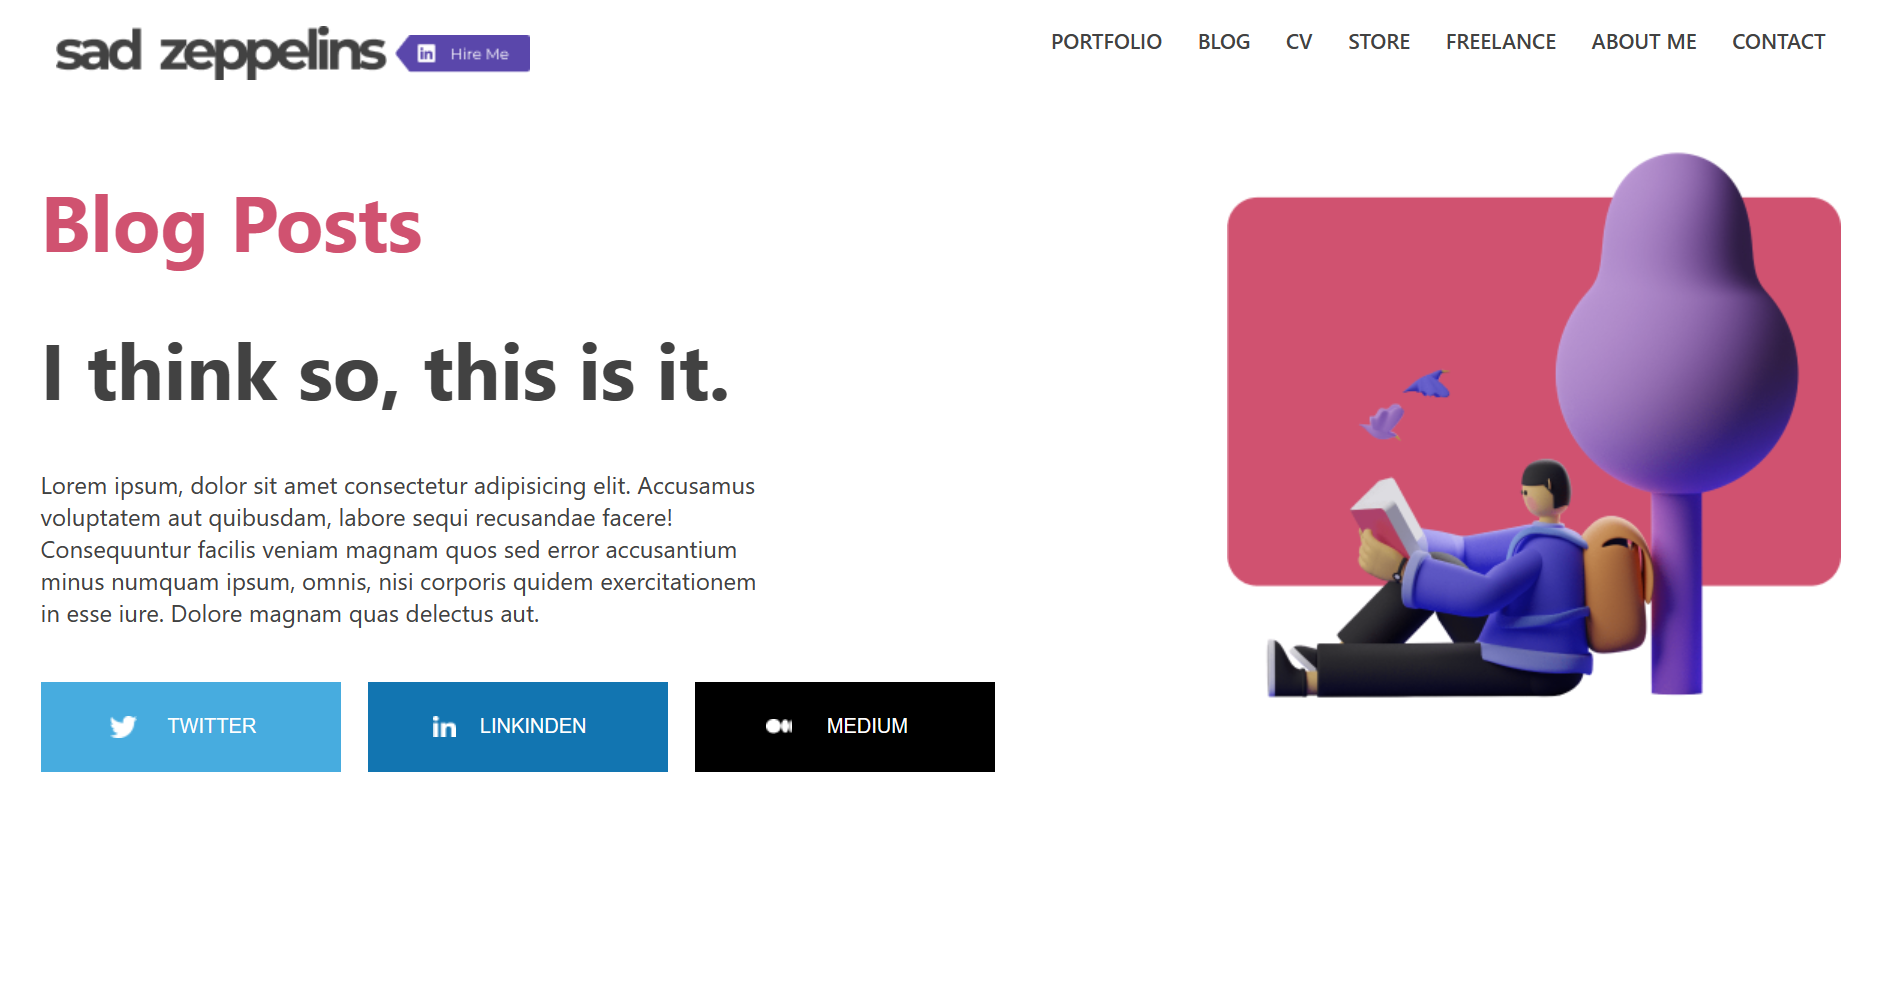 sad zeppelins
Hire Me
PORTFOLIO BLOG CV STORE FREELANCE ABOUT ME CONTACT
Blog Posts
I think so, this is it.
Lorem ipsum, dolor sit amet consectetur adipisicing elit. Accusamus
voluptatem aut quibusdam, labore sequi recusandae facere!
Consequuntur facilis veniam magnam quos sed error accusantium
minus numquam ipsum, omnis, nisi corporis quidem exercitationem
in esse iure. Dolore magnam quas delectus aut.
TWITTER
LINKINDEN
MEDIUM